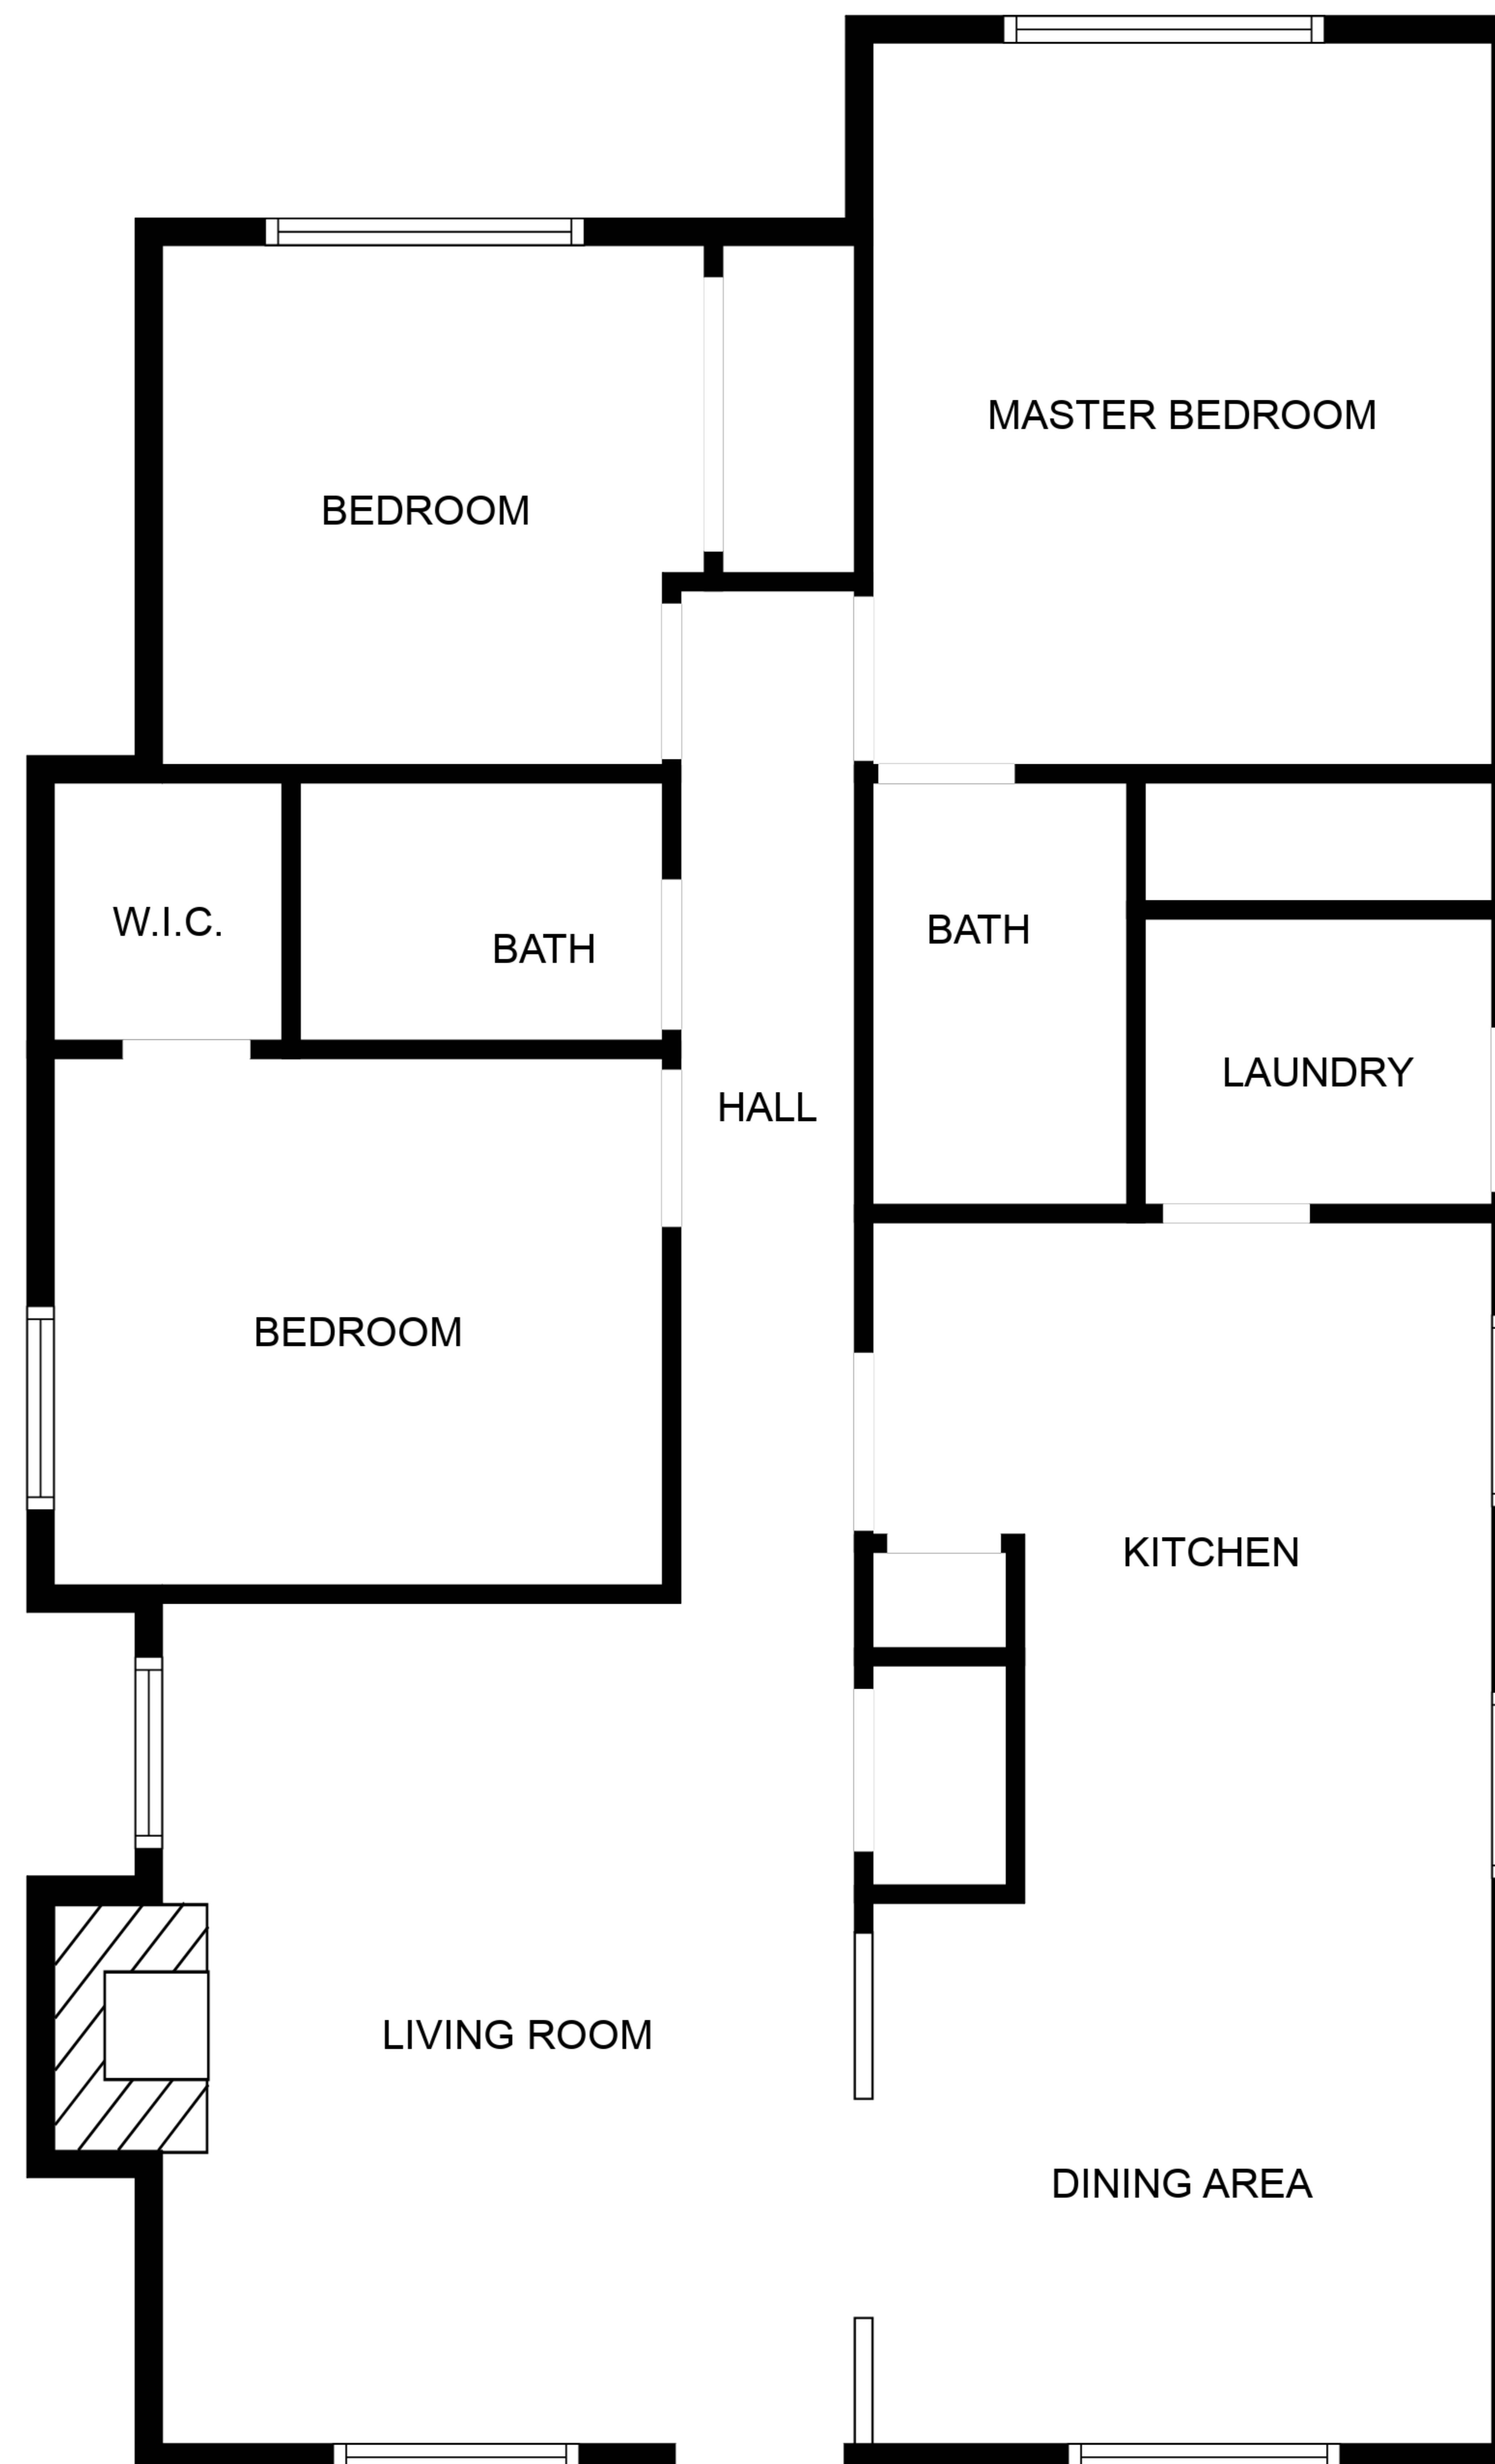 MASTER BEDROOM
BEDROOM
W.I.C.
BATH
BATH
LAUNDRY
HALL
BEDROOM
KITCHEN
LIVING ROOM
DINING AREA